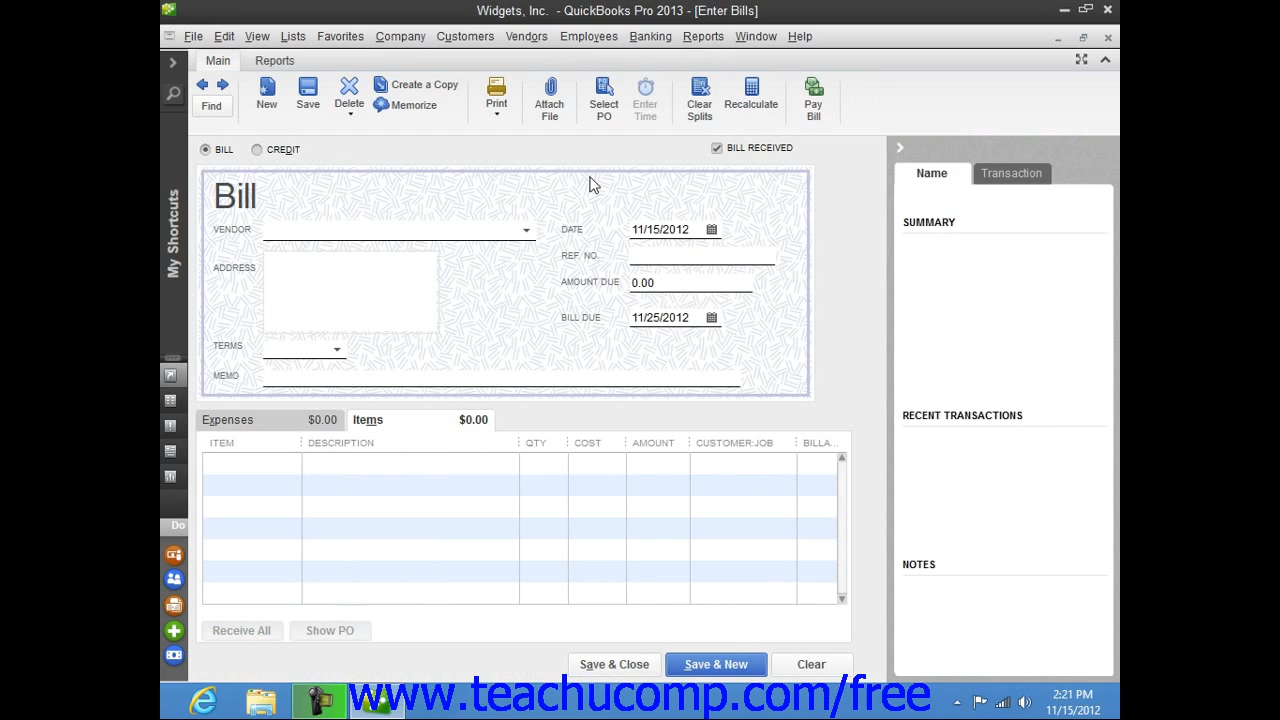 Widgets, Inc. - QuickBooks Pro 2013 - [Enter Bills]
File Edit View Lists Favorites Company Customers Vendors Employees Banking Reports Window Help
Main Reports
Find New Save Delete Create a Copy Memorize Print Attach File Select PO Enter Time Clear Splits Recalculate Pay Bill
My Shortcuts
Do
BILL CREDIT BILL RECEIVED
Bill
VENDOR
DATE 11/15/2012
ADDRESS
REF. NO.
AMOUNT DUE 0.00
BILL DUE 11/25/2012
TERMS
MEMO
Expenses $0.00 Items $0.00
ITEM DESCRIPTION QTY COST AMOUNT CUSTOMER:JOB BILLA...
Receive All Show PO
Save & Close Save & New Clear
Name Transaction
SUMMARY
RECENT TRANSACTIONS
NOTES
www.teachucomp.com/free
2:21 PM
11/15/2012